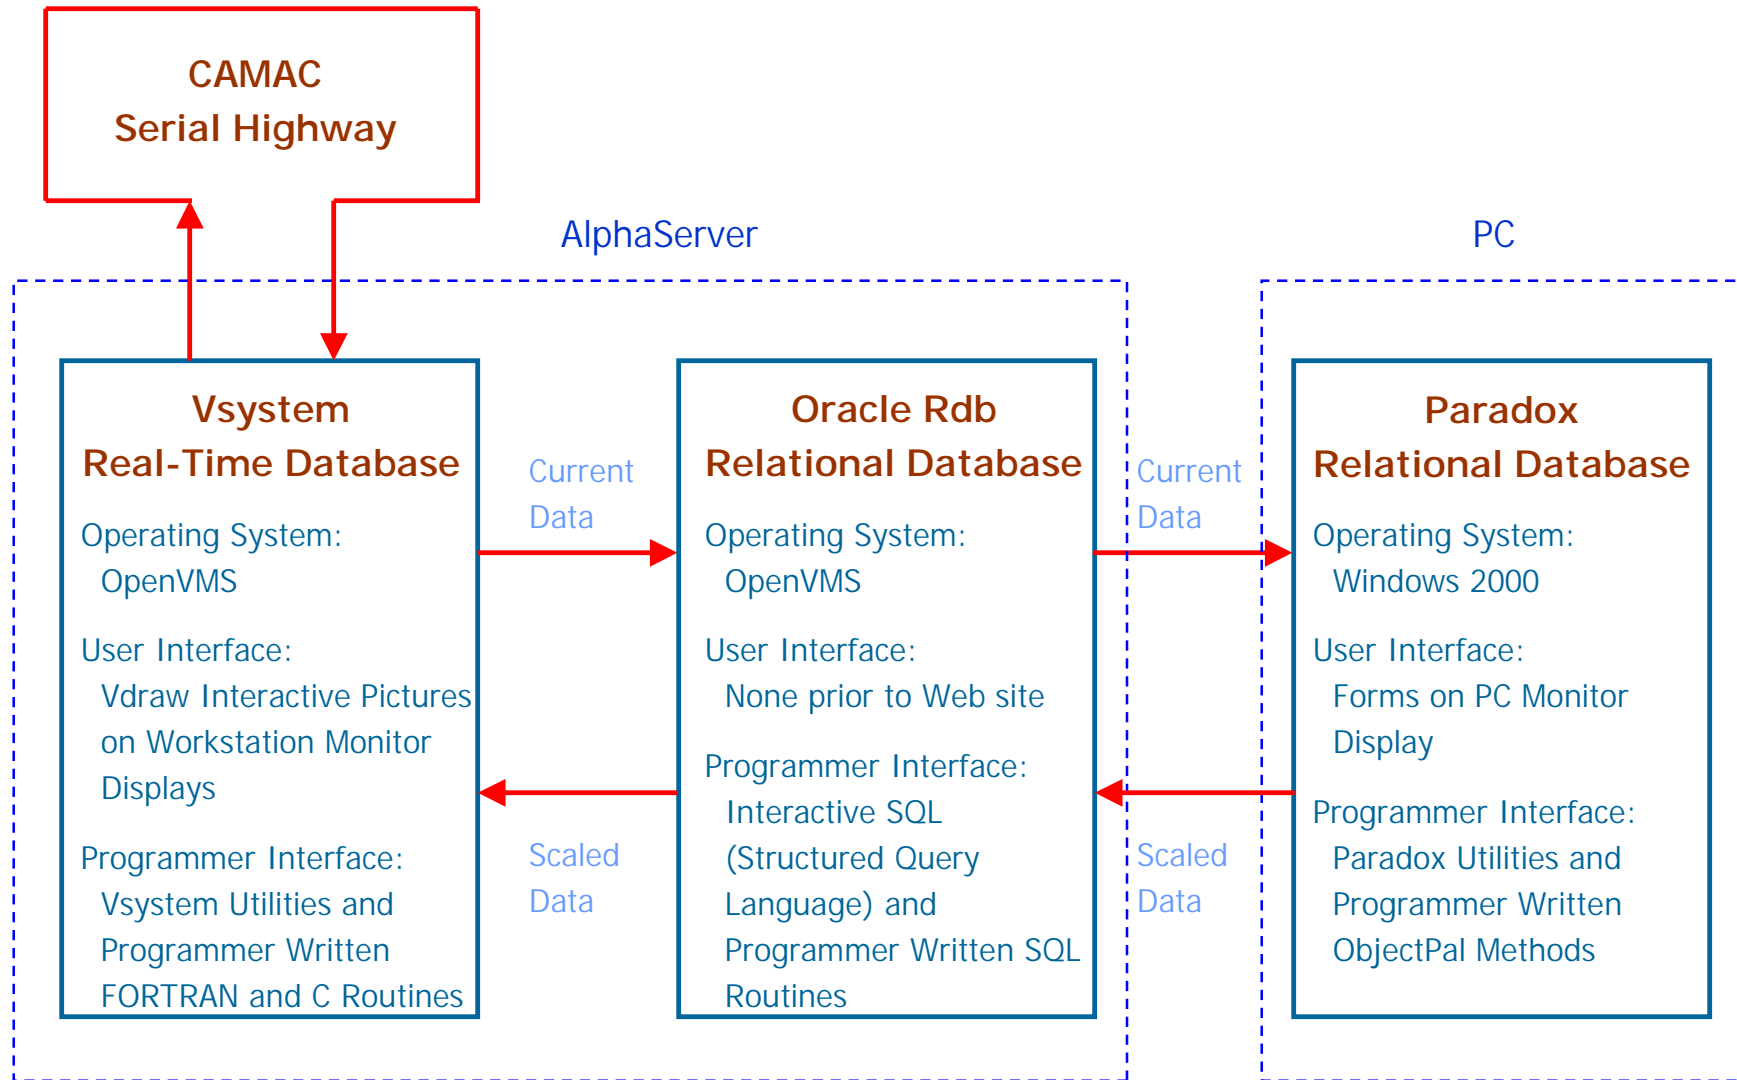 CAMAC
Serial Highway
AlphaServer
PC
Vsystem
Real-Time Database
Operating System:
OpenVMS
User Interface:
Vdraw Interactive Pictures
on Workstation Monitor
Displays
Programmer Interface:
Vsystem Utilities and
Programmer Written
FORTRAN and C Routines
Current
Data
Scaled
Data
Oracle Rdb
Relational Database
Operating System:
OpenVMS
User Interface:
None prior to Web site
Programmer Interface:
Interactive SQL
(Structured Query
Language) and
Programmer Written SQL
Routines
Current
Data
Scaled
Data
Paradox
Relational Database
Operating System:
Windows 2000
User Interface:
Forms on PC Monitor
Display
Programmer Interface:
Paradox Utilities and
Programmer Written
ObjectPal Methods